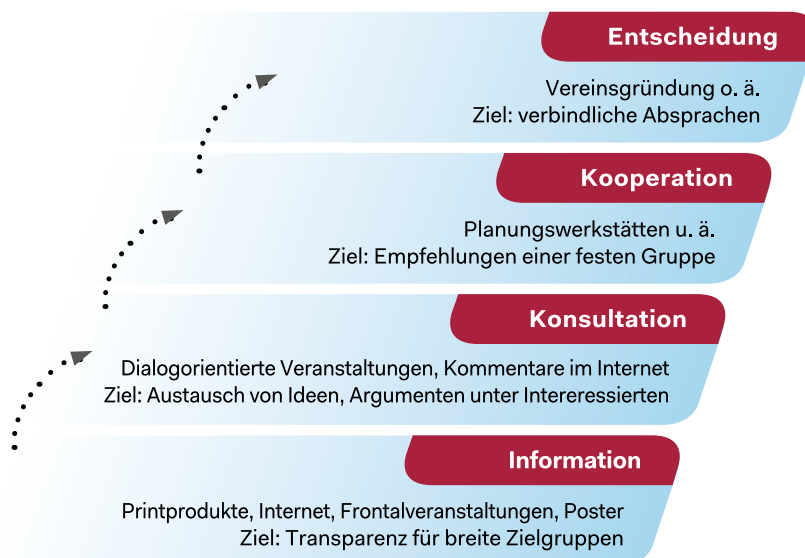 Entscheidung
Vereinsgründung o. ä.
Ziel: verbindliche Absprachen
Kooperation
Planungswerkstätten u. ä.
Ziel: Empfehlungen einer festen Gruppe
Konsultation
Dialogorientierte Veranstaltungen, Kommentare im Internet
Ziel: Austausch von Ideen, Argumenten unter Intereressierten
Information
Printprodukte, Internet, Frontalveranstaltungen, Poster
Ziel: Transparenz für breite Zielgruppen